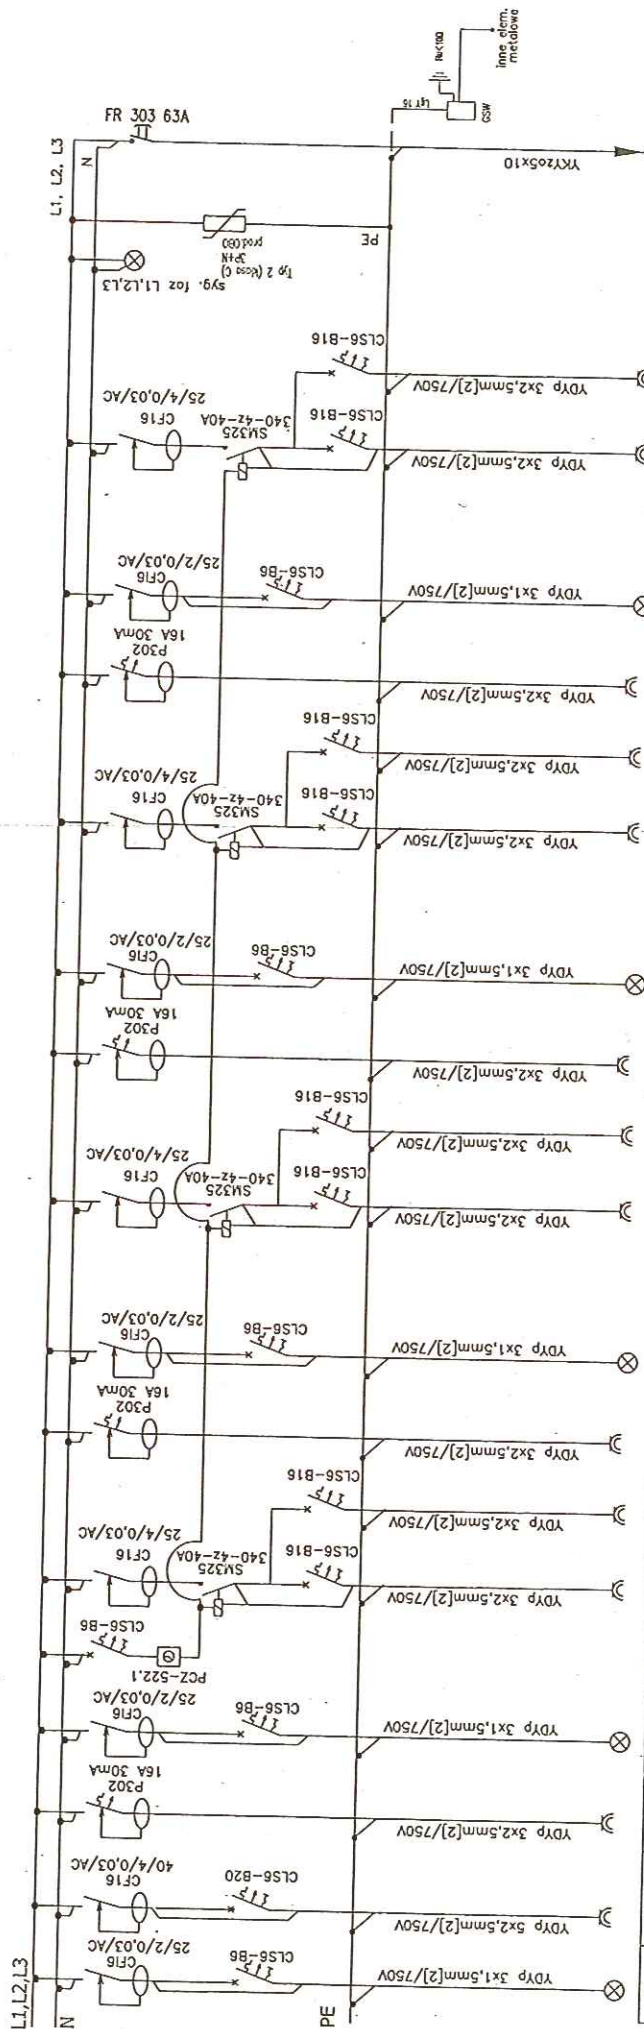 inne elem.
metalowe
Ru<10Ω
LgY16
GSW
FR 303 63A
L1, L2, L3
N
YKYżo5x10
PE
Typ 2 (klasa C)
3P+N
prod.OBO
syg. faz L1,L2,L3
CLS6-B16
YDYp 3x2,5mm[2]/750V
25/4/0,03/AC
CF16
340-4z-40A
SM325
CLS6-B16
YDYp 3x2,5mm[2]/750V
25/2/0,03/AC
CF16
CLS6-B6
YDYp 3x1,5mm[2]/750V
16A 30mA
P302
YDYp 3x2,5mm[2]/750V
CLS6-B16
YDYp 3x2,5mm[2]/750V
25/4/0,03/AC
CF16
340-4z-40A
SM325
CLS6-B16
YDYp 3x2,5mm[2]/750V
25/2/0,03/AC
CF16
CLS6-B6
YDYp 3x1,5mm[2]/750V
16A 30mA
P302
YDYp 3x2,5mm[2]/750V
CLS6-B16
YDYp 3x2,5mm[2]/750V
25/4/0,03/AC
CF16
340-4z-40A
SM325
CLS6-B16
YDYp 3x2,5mm[2]/750V
25/2/0,03/AC
CF16
CLS6-B6
YDYp 3x1,5mm[2]/750V
16A 30mA
P302
YDYp 3x2,5mm[2]/750V
CLS6-B16
YDYp 3x2,5mm[2]/750V
25/4/0,03/AC
CF16
340-4z-40A
SM325
CLS6-B16
YDYp 3x2,5mm[2]/750V
CLS6-B6
PCZ-522.1
25/2/0,03/AC
CF16
CLS6-B6
YDYp 3x1,5mm[2]/750V
16A 30mA
P302
YDYp 3x2,5mm[2]/750V
40/4/0,03/AC
CF16
CLS6-B20
YDYp 5x2,5mm[2]/750V
25/2/0,03/AC
CF16
CLS6-B6
YDYp 3x1,5mm[2]/750V
L1,L2,L3
N
PE